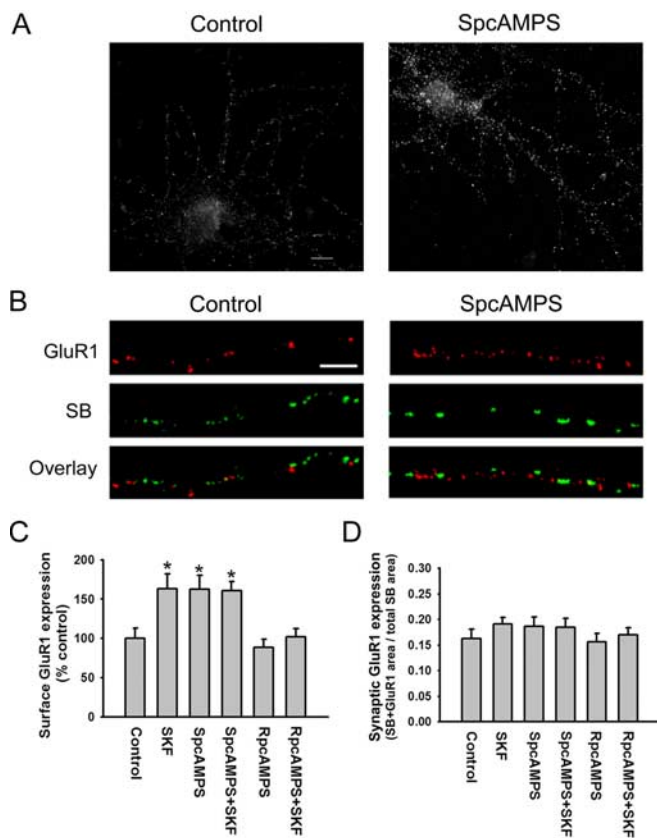 A
Control
SpcAMPS
B
Control
SpcAMPS
GluR1
SB
Overlay
C
Surface GluR1 expression
(% control)
200
150
100
50
0
*
*
*
Control
SKF
SpcAMPS
SpcAMPS+SKF
RpcAMPS
RpcAMPS+SKF
D
Synaptic GluR1 expression
(SB+GluR1 area / total SB area)
0.30
0.25
0.20
0.15
0.10
0.05
0.00
Control
SKF
SpcAMPS
SpcAMPS+SKF
RpcAMPS
RpcAMPS+SKF